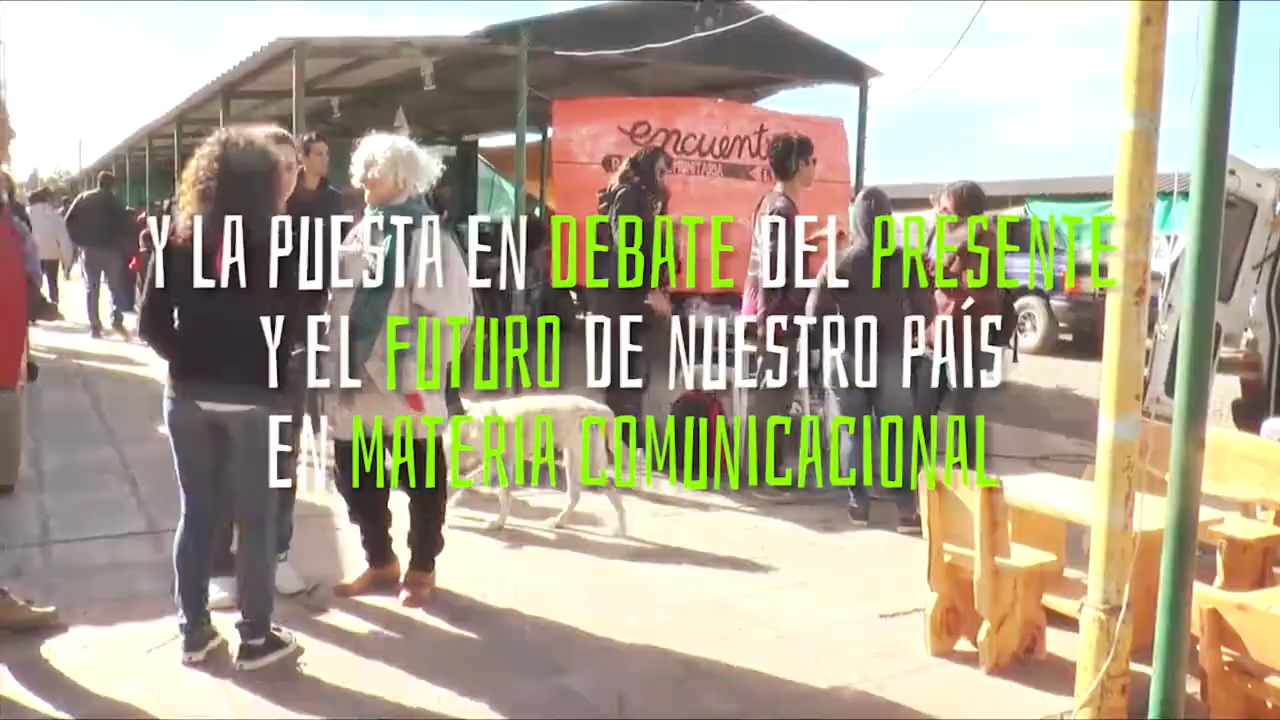 encuent
Y LA PUESTA EN DEBATE DEL PRESENTE
Y EL FUTURO DE NUESTRO PAÍS
EN MATERIA COMUNICACIONAL